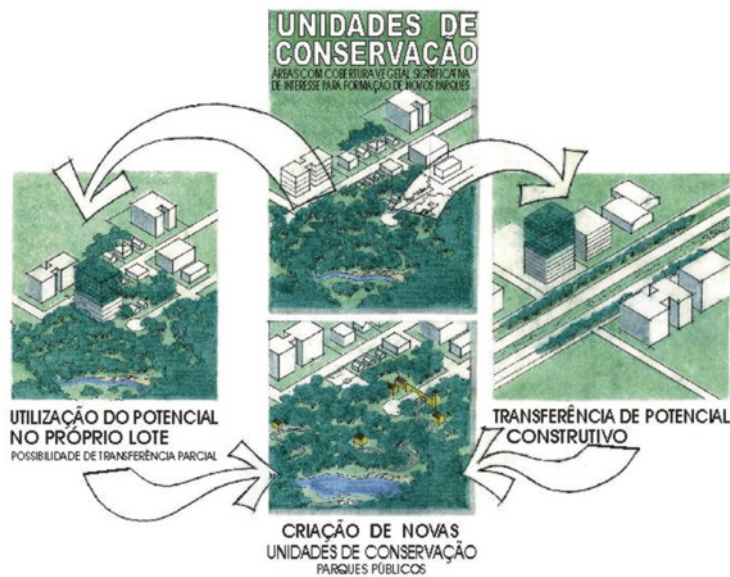 UNIDADES DE
CONSERVAÇÃO
ÁREAS COM COBERTURA VEGETAL SIGNIFICATIVA
DE INTERESSE PARA FORMAÇÃO DE NOVOS PARQUES
UTILIZAÇÃO DO POTENCIAL
NO PRÓPRIO LOTE
POSSIBILIDADE DE TRANSFERÊNCIA PARCIAL
TRANSFERÊNCIA DE POTENCIAL
CONSTRUTIVO
CRIAÇÃO DE NOVAS
UNIDADES DE CONSERVAÇÃO
PARQUES PÚBLICOS